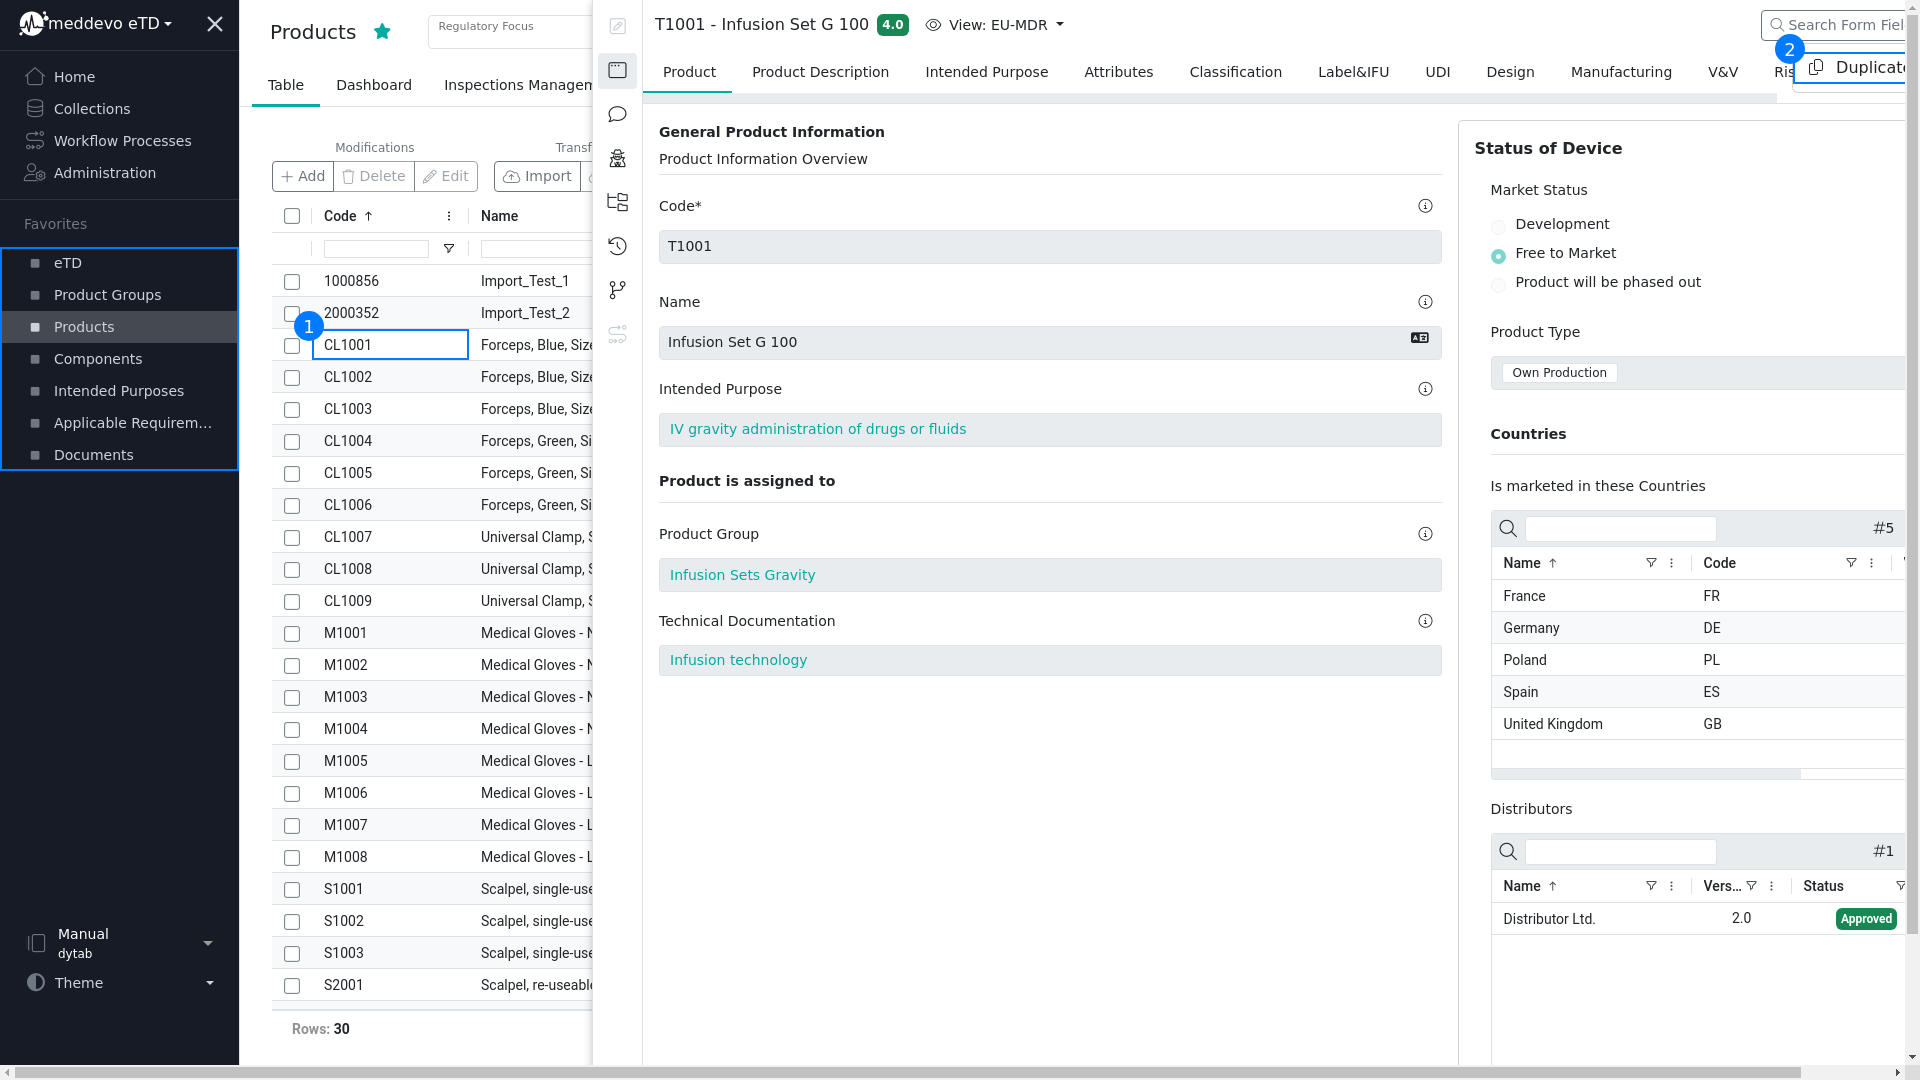 meddevo eTD
Home
Collections
Workflow Processes
Administration
Favorites
eTD
Product Groups
Products
Components
Intended Purposes
Applicable Requirem...
Documents
Manual
dytab
Theme
Products
Regulatory Focus
Table
Dashboard
Inspections Managem
Modifications
Transf
Add
Delete
Edit
Import
Code
Name
1000856 Import_Test_1
2000352 Import_Test_2
1
CL1001 Forceps, Blue, Size
CL1002 Forceps, Blue, Size
CL1003 Forceps, Blue, Size
CL1004 Forceps, Green, Si
CL1005 Forceps, Green, Si
CL1006 Forceps, Green, Si
CL1007 Universal Clamp, S
CL1008 Universal Clamp, S
CL1009 Universal Clamp, S
M1001 Medical Gloves - N
M1002 Medical Gloves - N
M1003 Medical Gloves - N
M1004 Medical Gloves - N
M1005 Medical Gloves - L
M1006 Medical Gloves - L
M1007 Medical Gloves - L
M1008 Medical Gloves - L
S1001 Scalpel, single-use
S1002 Scalpel, single-use
S1003 Scalpel, single-use
S2001 Scalpel, re-useabl
Rows: 30
T1001 - Infusion Set G 100 4.0 View: EU-MDR
Search Form Fiel
2
Duplicate
Product
Product Description
Intended Purpose
Attributes
Classification
Label&IFU
UDI
Design
Manufacturing
V&V
Ris
General Product Information
Product Information Overview
Code*
T1001
Name
Infusion Set G 100
Intended Purpose
IV gravity administration of drugs or fluids
Product is assigned to
Product Group
Infusion Sets Gravity
Technical Documentation
Infusion technology
Status of Device
Market Status
Development
Free to Market
Product will be phased out
Product Type
Own Production
Countries
Is marketed in these Countries
#5
Name Code
France FR
Germany DE
Poland PL
Spain ES
United Kingdom GB
Distributors
#1
Name Vers... Status
Distributor Ltd. 2.0 Approved